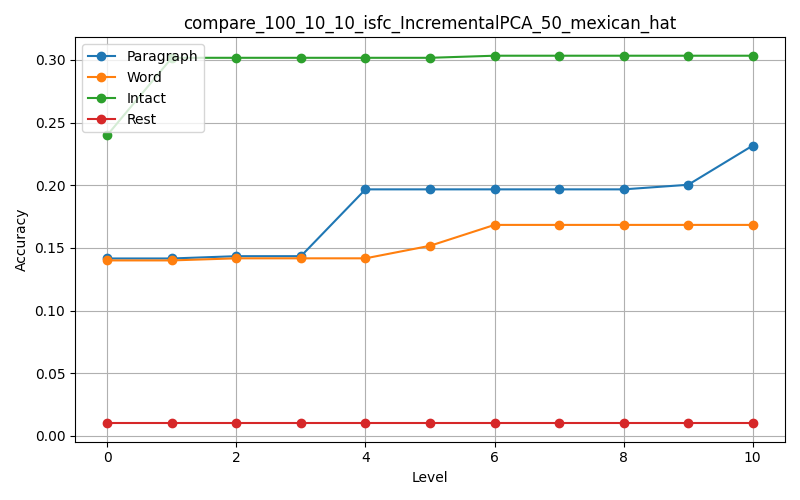 compare_100_10_10_isfc_IncrementalPCA_50_mexican_hat
Paragraph
Word
Intact
Rest
Accuracy
0.30
0.25
0.20
0.15
0.10
0.05
0.00
0 2 4 6 8 10
Level